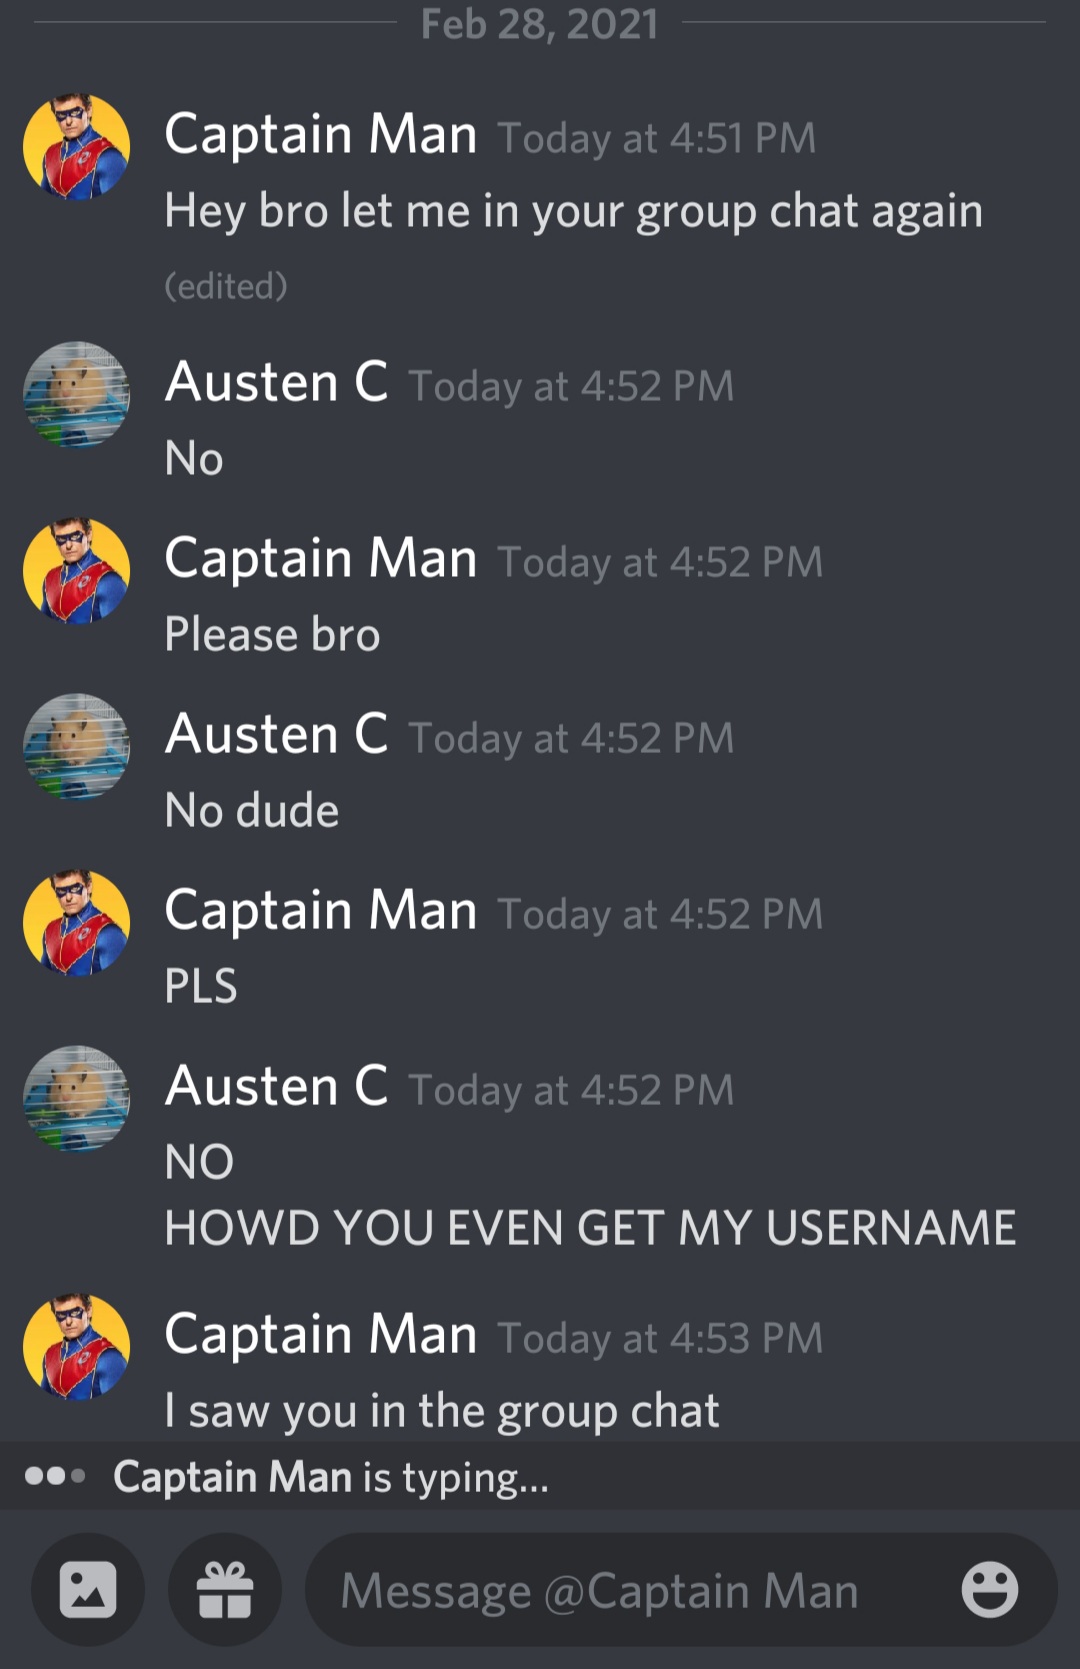 Feb 28, 2021
Captain Man Today at 4:51 PM
Hey bro let me in your group chat again
(edited)
Austen C Today at 4:52 PM
No
Captain Man Today at 4:52 PM
Please bro
Austen C Today at 4:52 PM
No dude
Captain Man Today at 4:52 PM
PLS
Austen C Today at 4:52 PM
NO
HOWD YOU EVEN GET MY USERNAME
Captain Man Today at 4:53 PM
I saw you in the group chat
Captain Man is typing...
Message @Captain Man